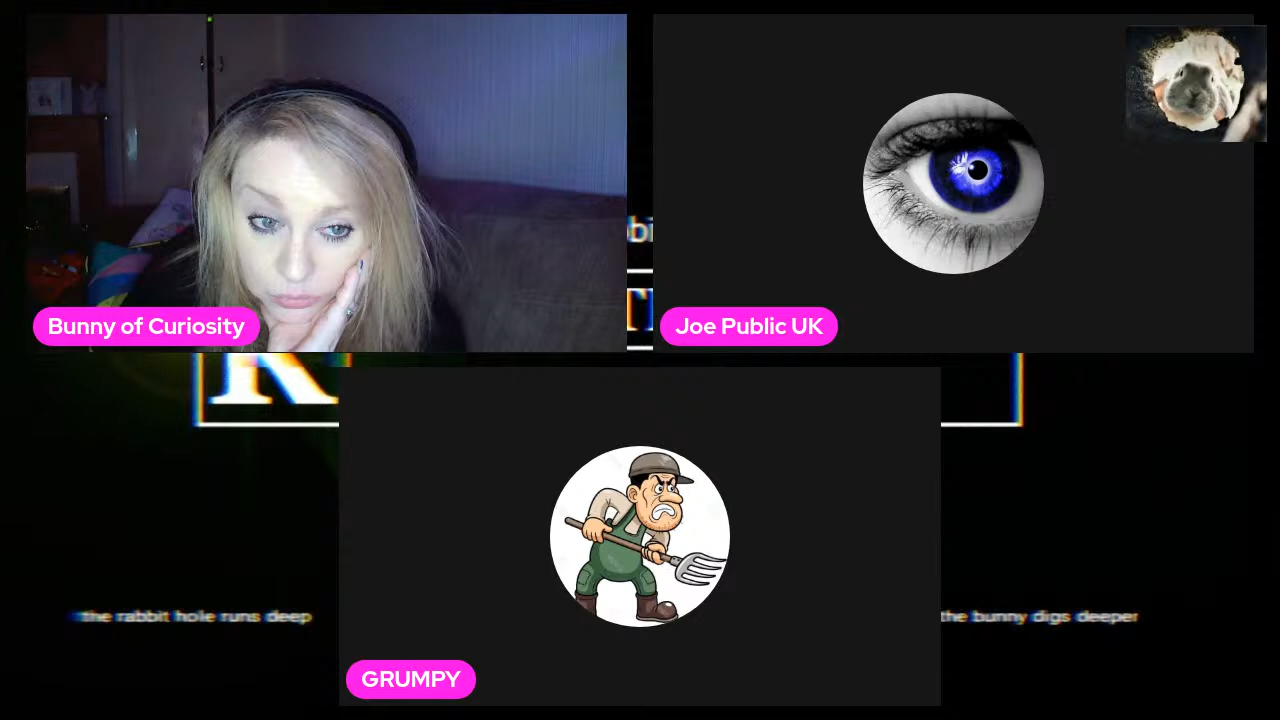 Bunny of Curiosity
Joe Public UK
GRUMPY
the rabbit hole runs deep
the bunny digs deeper